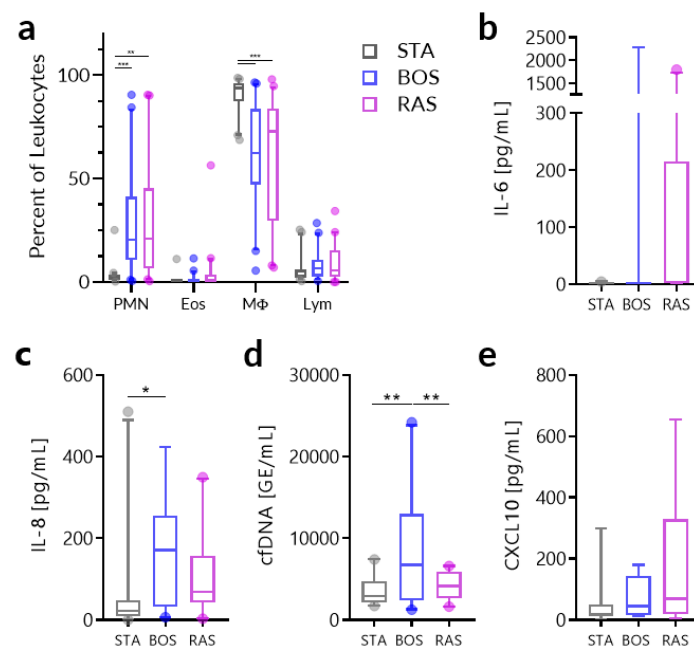 a
Percent of Leukocytes
100
50
0
**
***
***
PMN
Eos
MΦ
Lym
STA
BOS
RAS
b
IL-6 [pg/mL]
2500
2000
1500
1000
300
200
100
0
STA
BOS
RAS
c
IL-8 [pg/mL]
600
400
200
0
*
STA
BOS
RAS
d
cfDNA [GE/mL]
30000
20000
10000
0
**
**
STA
BOS
RAS
e
CXCL10 [pg/mL]
800
600
400
200
0
STA
BOS
RAS